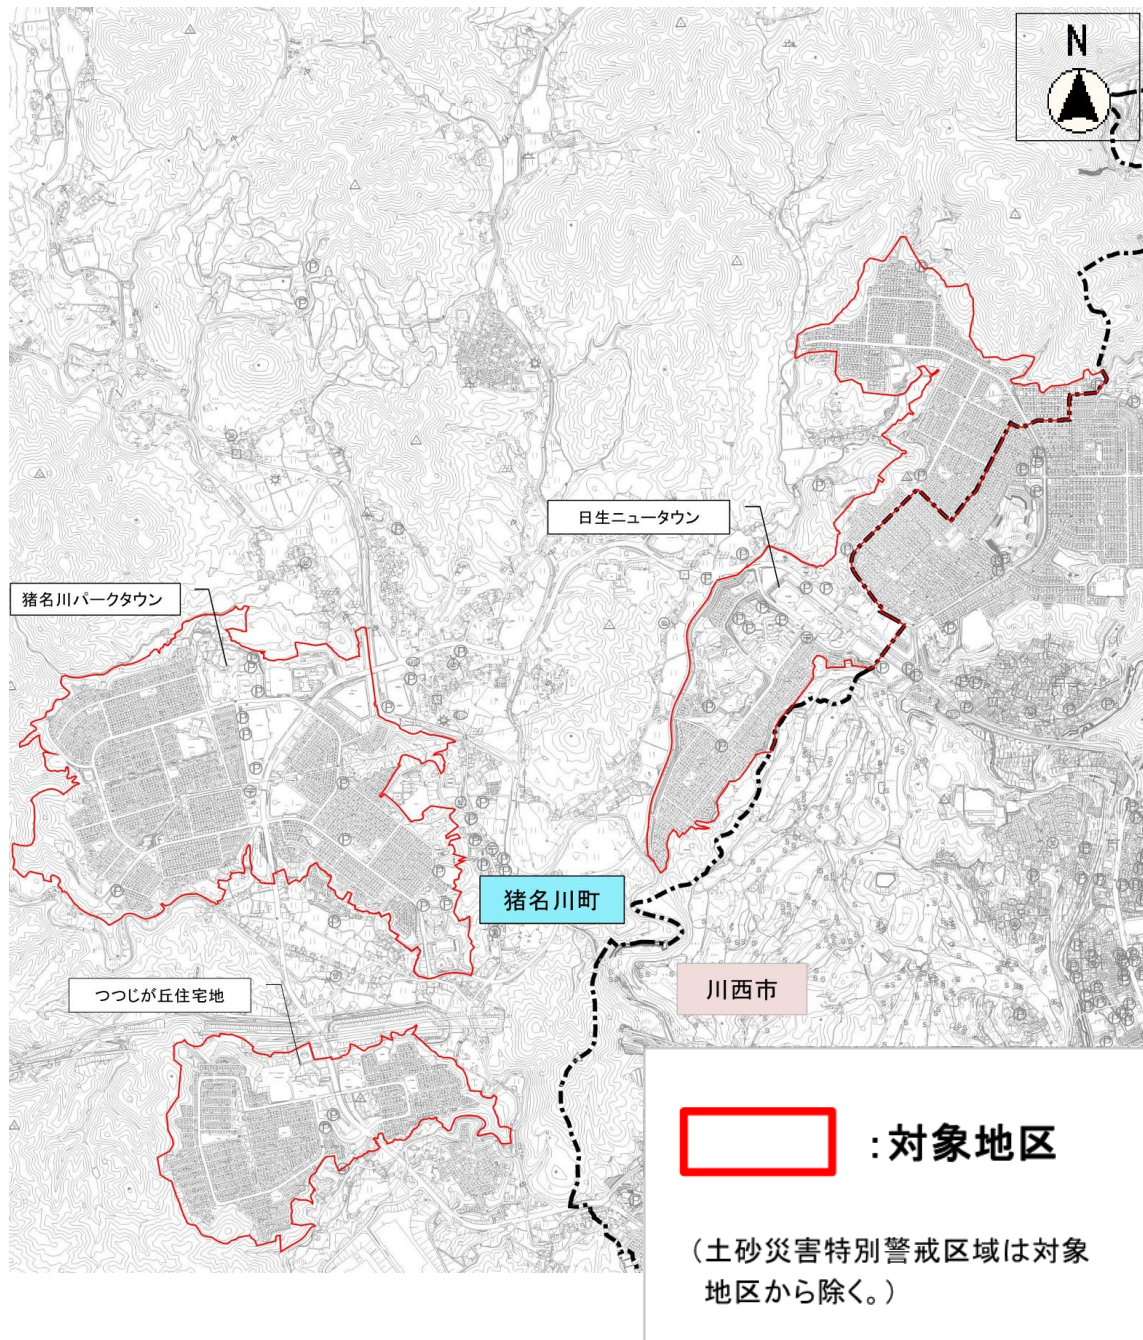 N
日生ニュータウン
猪名川パークタウン
猪名川町
川西市
つつじが丘住宅地
：対象地区
（土砂災害特別警戒区域は対象
地区から除く。）